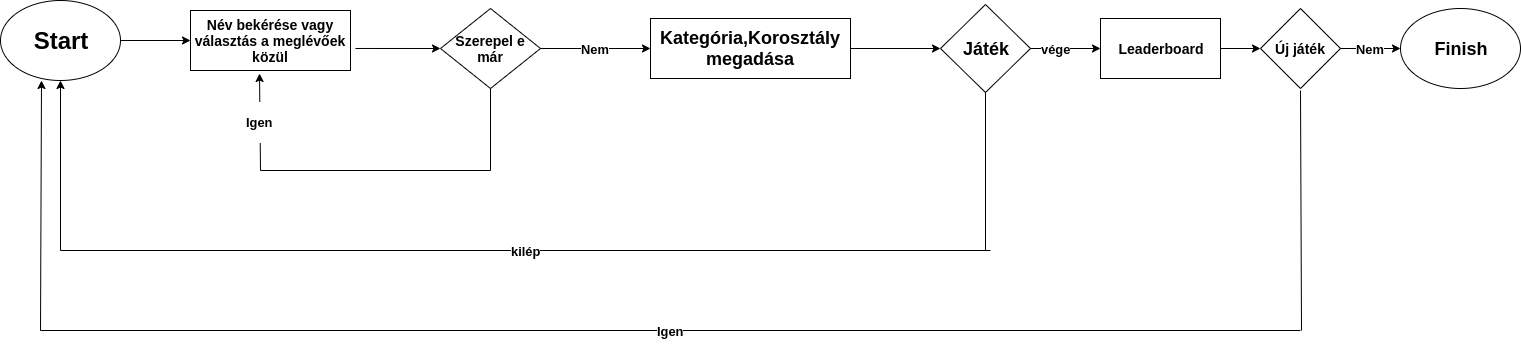 Start
Név bekérése vagy
választás a meglévőek
közül
Szerepel e
már
Nem
Kategória,Korosztály
megadása
Játék
vége
Leaderboard
Új játék
Nem
Finish
Igen
kilép
Igen